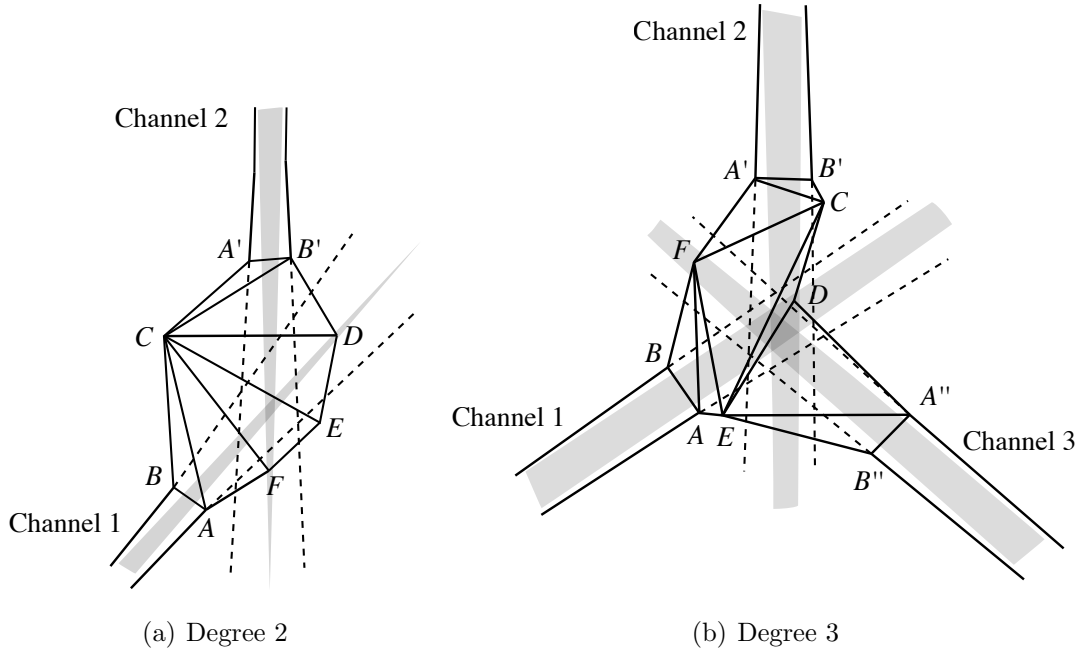 Channel 2
A' B'
C D
E
B
F
A
Channel 1
(a) Degree 2
Channel 2
A' B'
C
F
D
B
A E A"
Channel 1
Channel 3
B"
(b) Degree 3